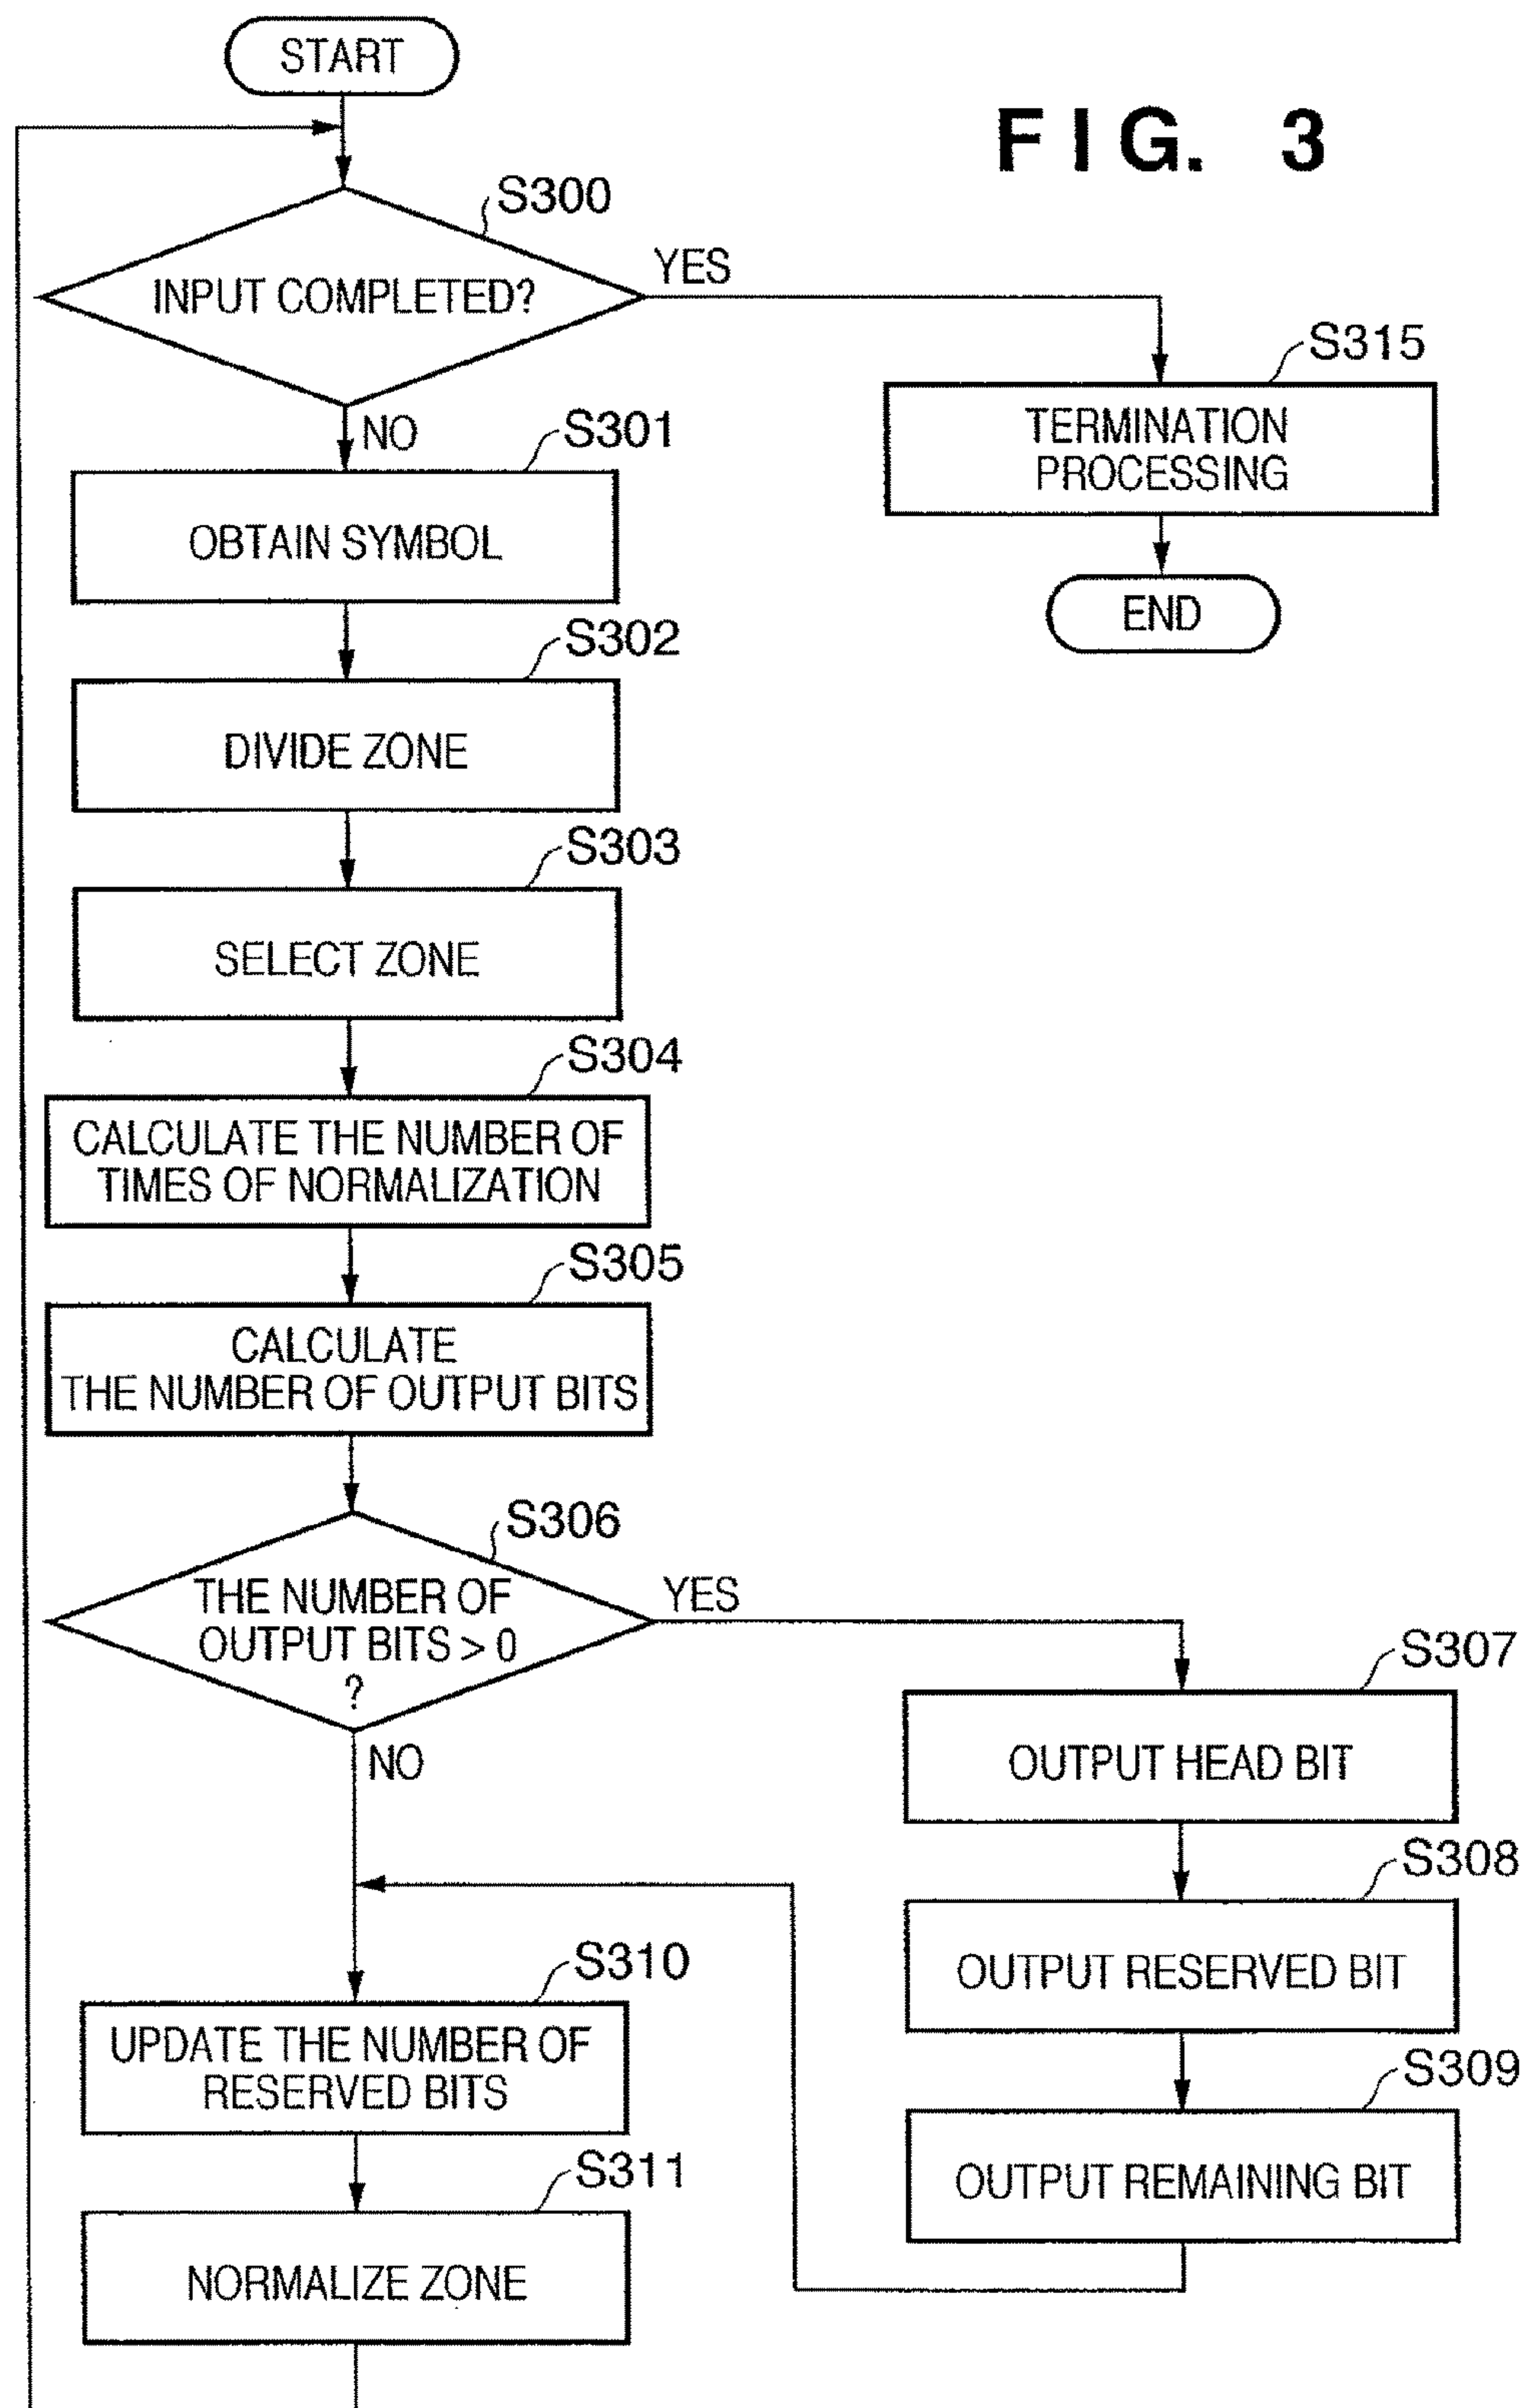 START
FIG. 3
S300
INPUT COMPLETED?
YES
S315
TERMINATION
PROCESSING
END
NO
S301
OBTAIN SYMBOL
S302
DIVIDE ZONE
S303
SELECT ZONE
S304
CALCULATE THE NUMBER OF
TIMES OF NORMALIZATION
S305
CALCULATE
THE NUMBER OF OUTPUT BITS
S306
THE NUMBER OF
OUTPUT BITS > 0
?
YES
NO
S307
OUTPUT HEAD BIT
S308
OUTPUT RESERVED BIT
S309
OUTPUT REMAINING BIT
S310
UPDATE THE NUMBER OF
RESERVED BITS
S311
NORMALIZE ZONE